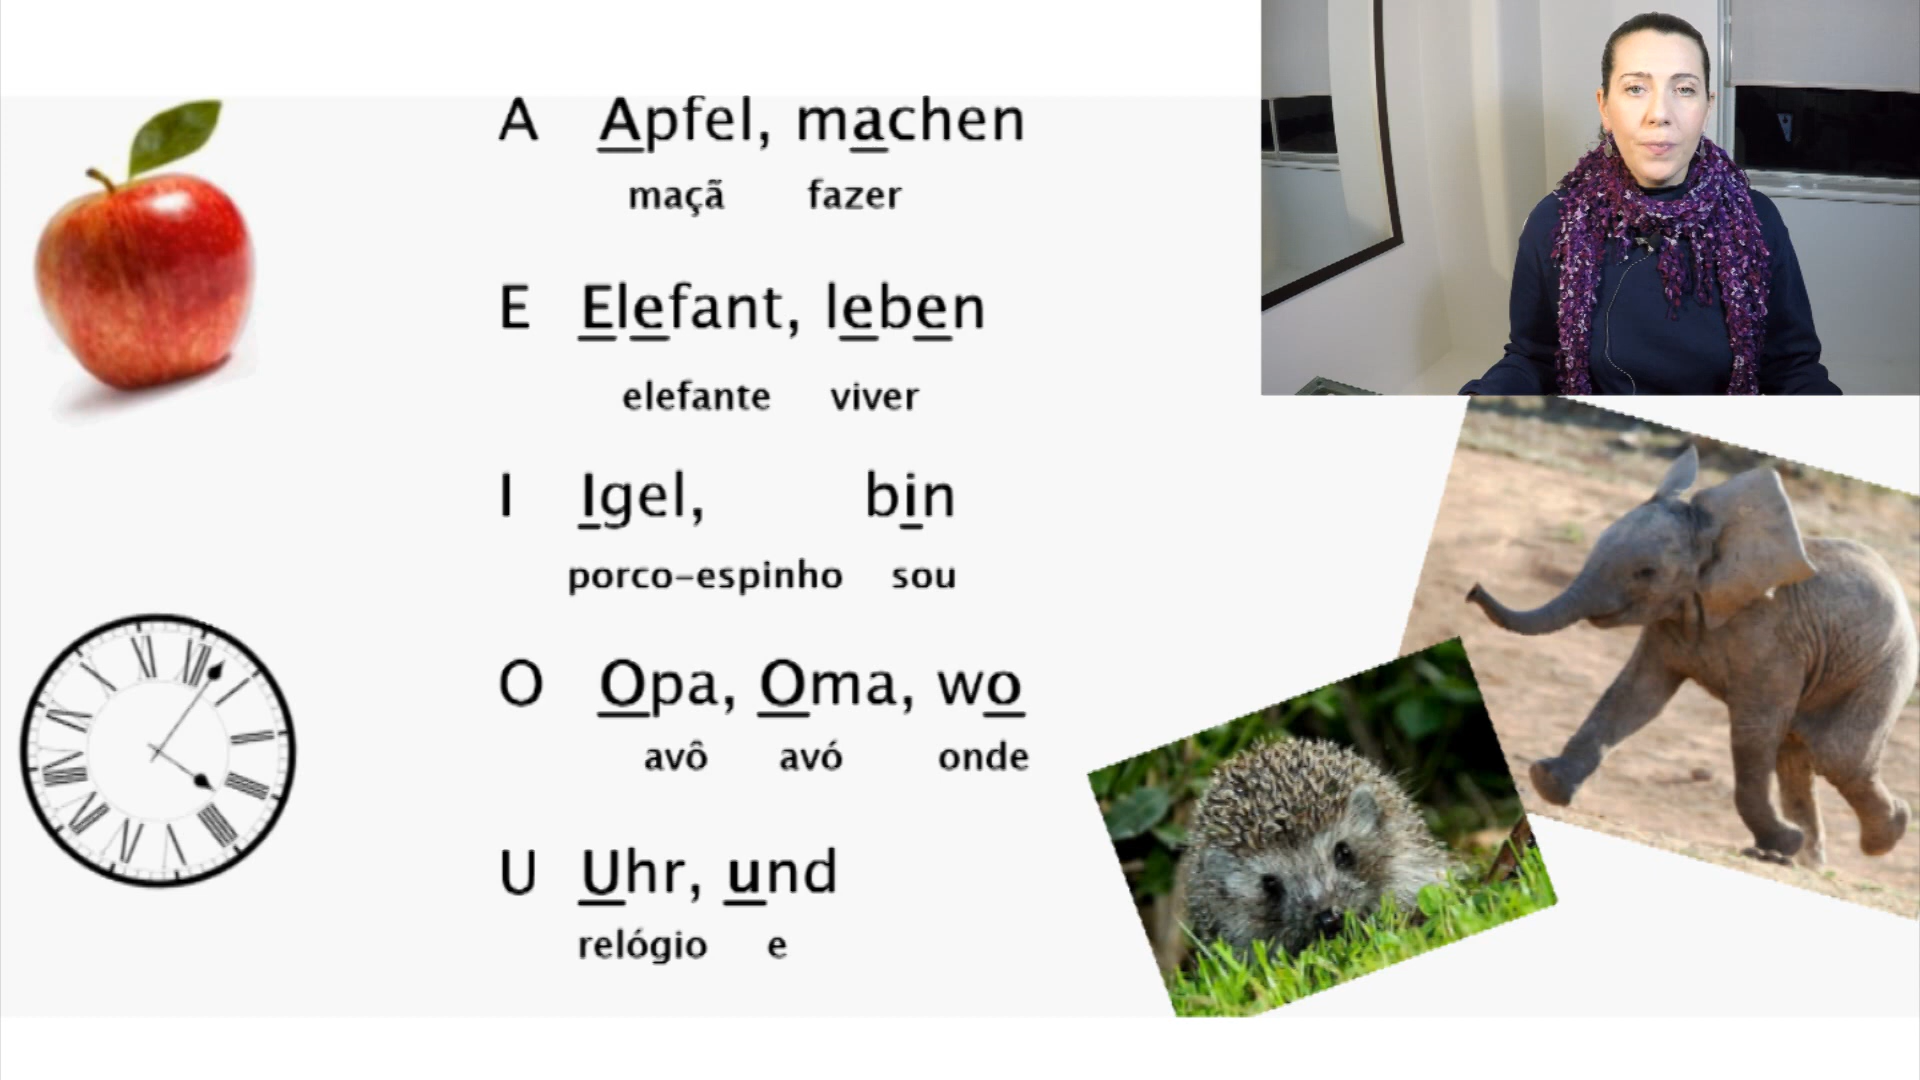 A Apfel, machen
maçã fazer
E Elefant, leben
elefante viver
I Igel, bin
porco-espinho sou
O Opa, Oma, wo
avô avó onde
U Uhr, und
relógio e